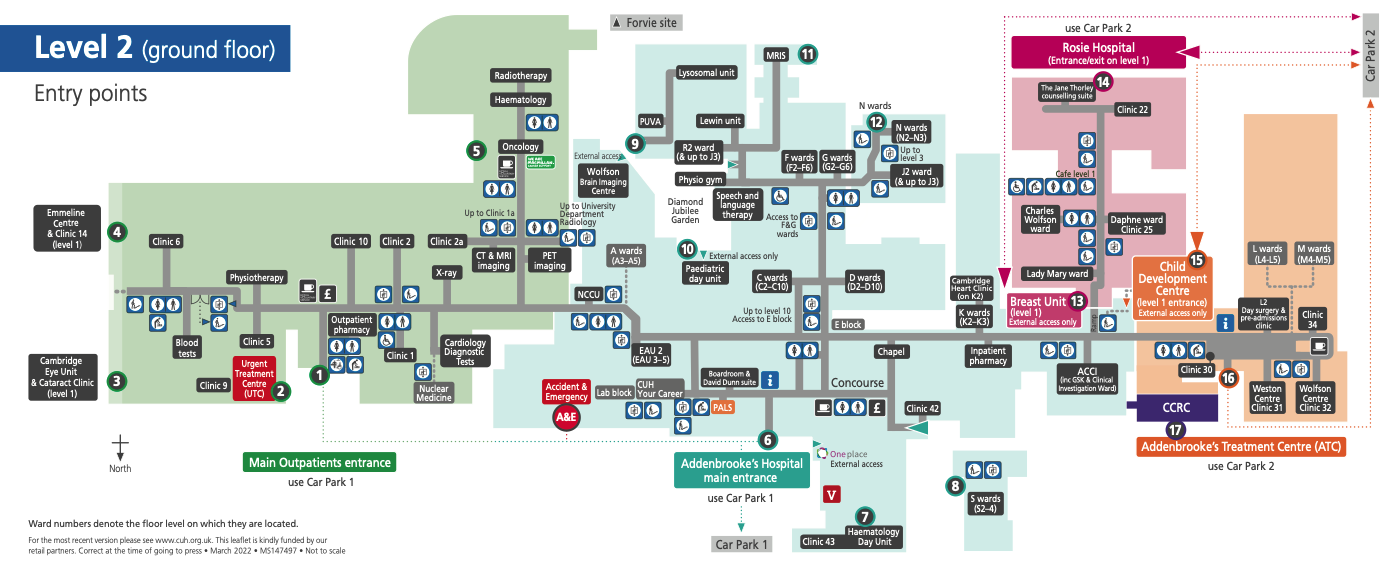 Level 2 (ground floor)
Entry points
Forvie site
use Car Park 2
Rosie Hospital
(Entrance/exit on level 1)
Car Park 2
MRIS
11
Lysosomal unit
Radiotherapy
Haematology
Oncology
WE ARE
MACMILLAN.
5
PUVA
9
Lewin unit
R2 ward
(& up to J3)
Physio gym
F wards
(F2–F6)
G wards
(G2–G6)
N wards
12
N wards
(N2–N3)
Up to
level 3
J2 ward
(& up to J3)
14
The Jane Thorley
counselling suite
Clinic 22
External access
Wolfson
Brain Imaging
Centre
Cafe level 1
Diamond
Jubilee
Garden
Speech and
language
therapy
Access to
F&G
wards
Up to Clinic 1a
Up to University
Department
Radiology
Charles
Wolfson
ward
Daphne ward
Clinic 25
Lady Mary ward
Emmeline
Centre
& Clinic 14
(level 1)
4
Clinic 6
Clinic 10
Clinic 2
Clinic 2a
CT & MRI
imaging
PET
imaging
A wards
(A3–A5)
10
External access only
Paediatric
day unit
Physiotherapy
X-ray
£
NCCU
C wards
(C2–C10)
D wards
(D2–D10)
Cambridge
Heart Clinic
(on K2)
K wards
(K2–K3)
Breast Unit 13
(level 1)
External access only
Ramp
15
Child
Development
Centre
(level 1 entrance)
External access only
L wards
(L4-L5)
M wards
(M4-M5)
L2
Day surgery &
pre-admissions
clinic
Clinic
34
Up to level 10
Access to E block
E block
Blood
tests
Clinic 5
Outpatient
pharmacy
Clinic 1
Cardiology
Diagnostic
Tests
EAU 2
(EAU 3–5)
Chapel
Inpatient
pharmacy
ACCI
(inc GSK & Clinical
Investigation Ward)
Clinic 30
16
Weston
Centre
Clinic 31
Wolfson
Centre
Clinic 32
Cambridge
Eye Unit
& Cataract Clinic
(level 1)
3
Clinic 9
Urgent
Treatment
Centre
(UTC)
2
1
Nuclear
Medicine
Accident &
Emergency
A&E
Lab block
CUH
Your Career
Boardroom &
David Dunn suite
PALS
Concourse
£
Clinic 42
CCRC
17
6
North
Main Outpatients entrance
use Car Park 1
Addenbrooke's Hospital
main entrance
use Car Park 1
One place
External access
V
8
S wards
(S2–4)
Addenbrooke's Treatment Centre (ATC)
use Car Park 2
7
Haematology
Day Unit
Clinic 43
Car Park 1
Ward numbers denote the floor level on which they are located.
For the most recent version please see www.cuh.org.uk. This leaflet is kindly funded by our
retail partners. Correct at the time of going to press • March 2022 • MS147497 • Not to scale